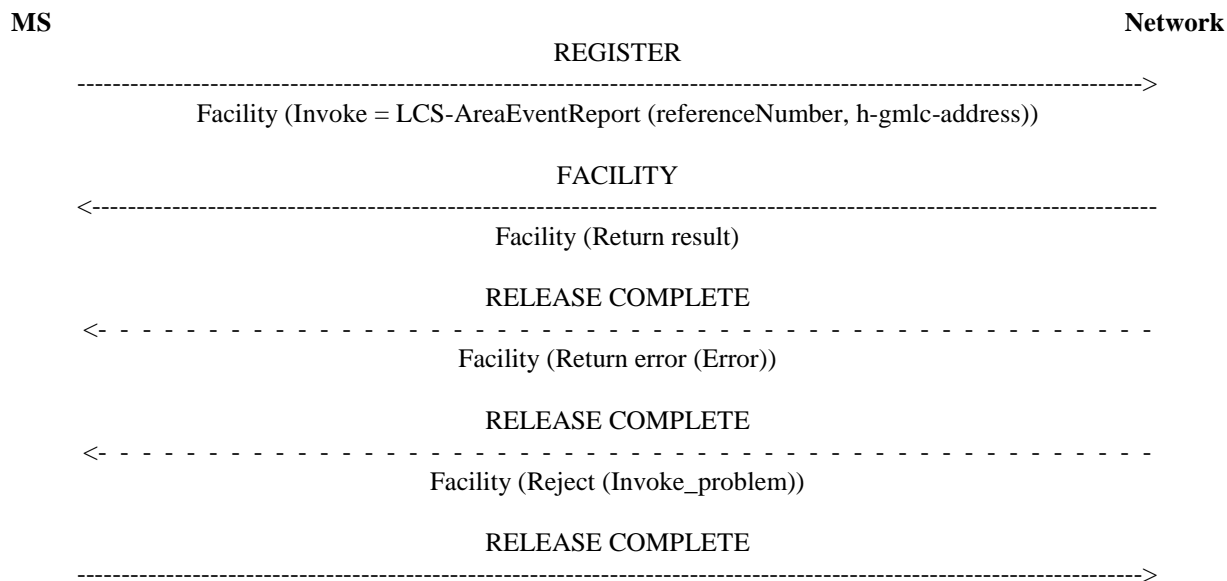 MS Network
REGISTER
------------------------------------------------------------------------------------------------------------------------>
Facility (Invoke = LCS-AreaEventReport (referenceNumber, h-gmlc-address))
FACILITY
<------------------------------------------------------------------------------------------------------------------------
Facility (Return result)
RELEASE COMPLETE
<- - - - - - - - - - - - - - - - - - - - - - - - - - - - - - - - - - - - - - - - - - - - - - - - -
Facility (Return error (Error))
RELEASE COMPLETE
<- - - - - - - - - - - - - - - - - - - - - - - - - - - - - - - - - - - - - - - - - - - - - - - - -
Facility (Reject (Invoke_problem))
RELEASE COMPLETE
------------------------------------------------------------------------------------------------------------------------>